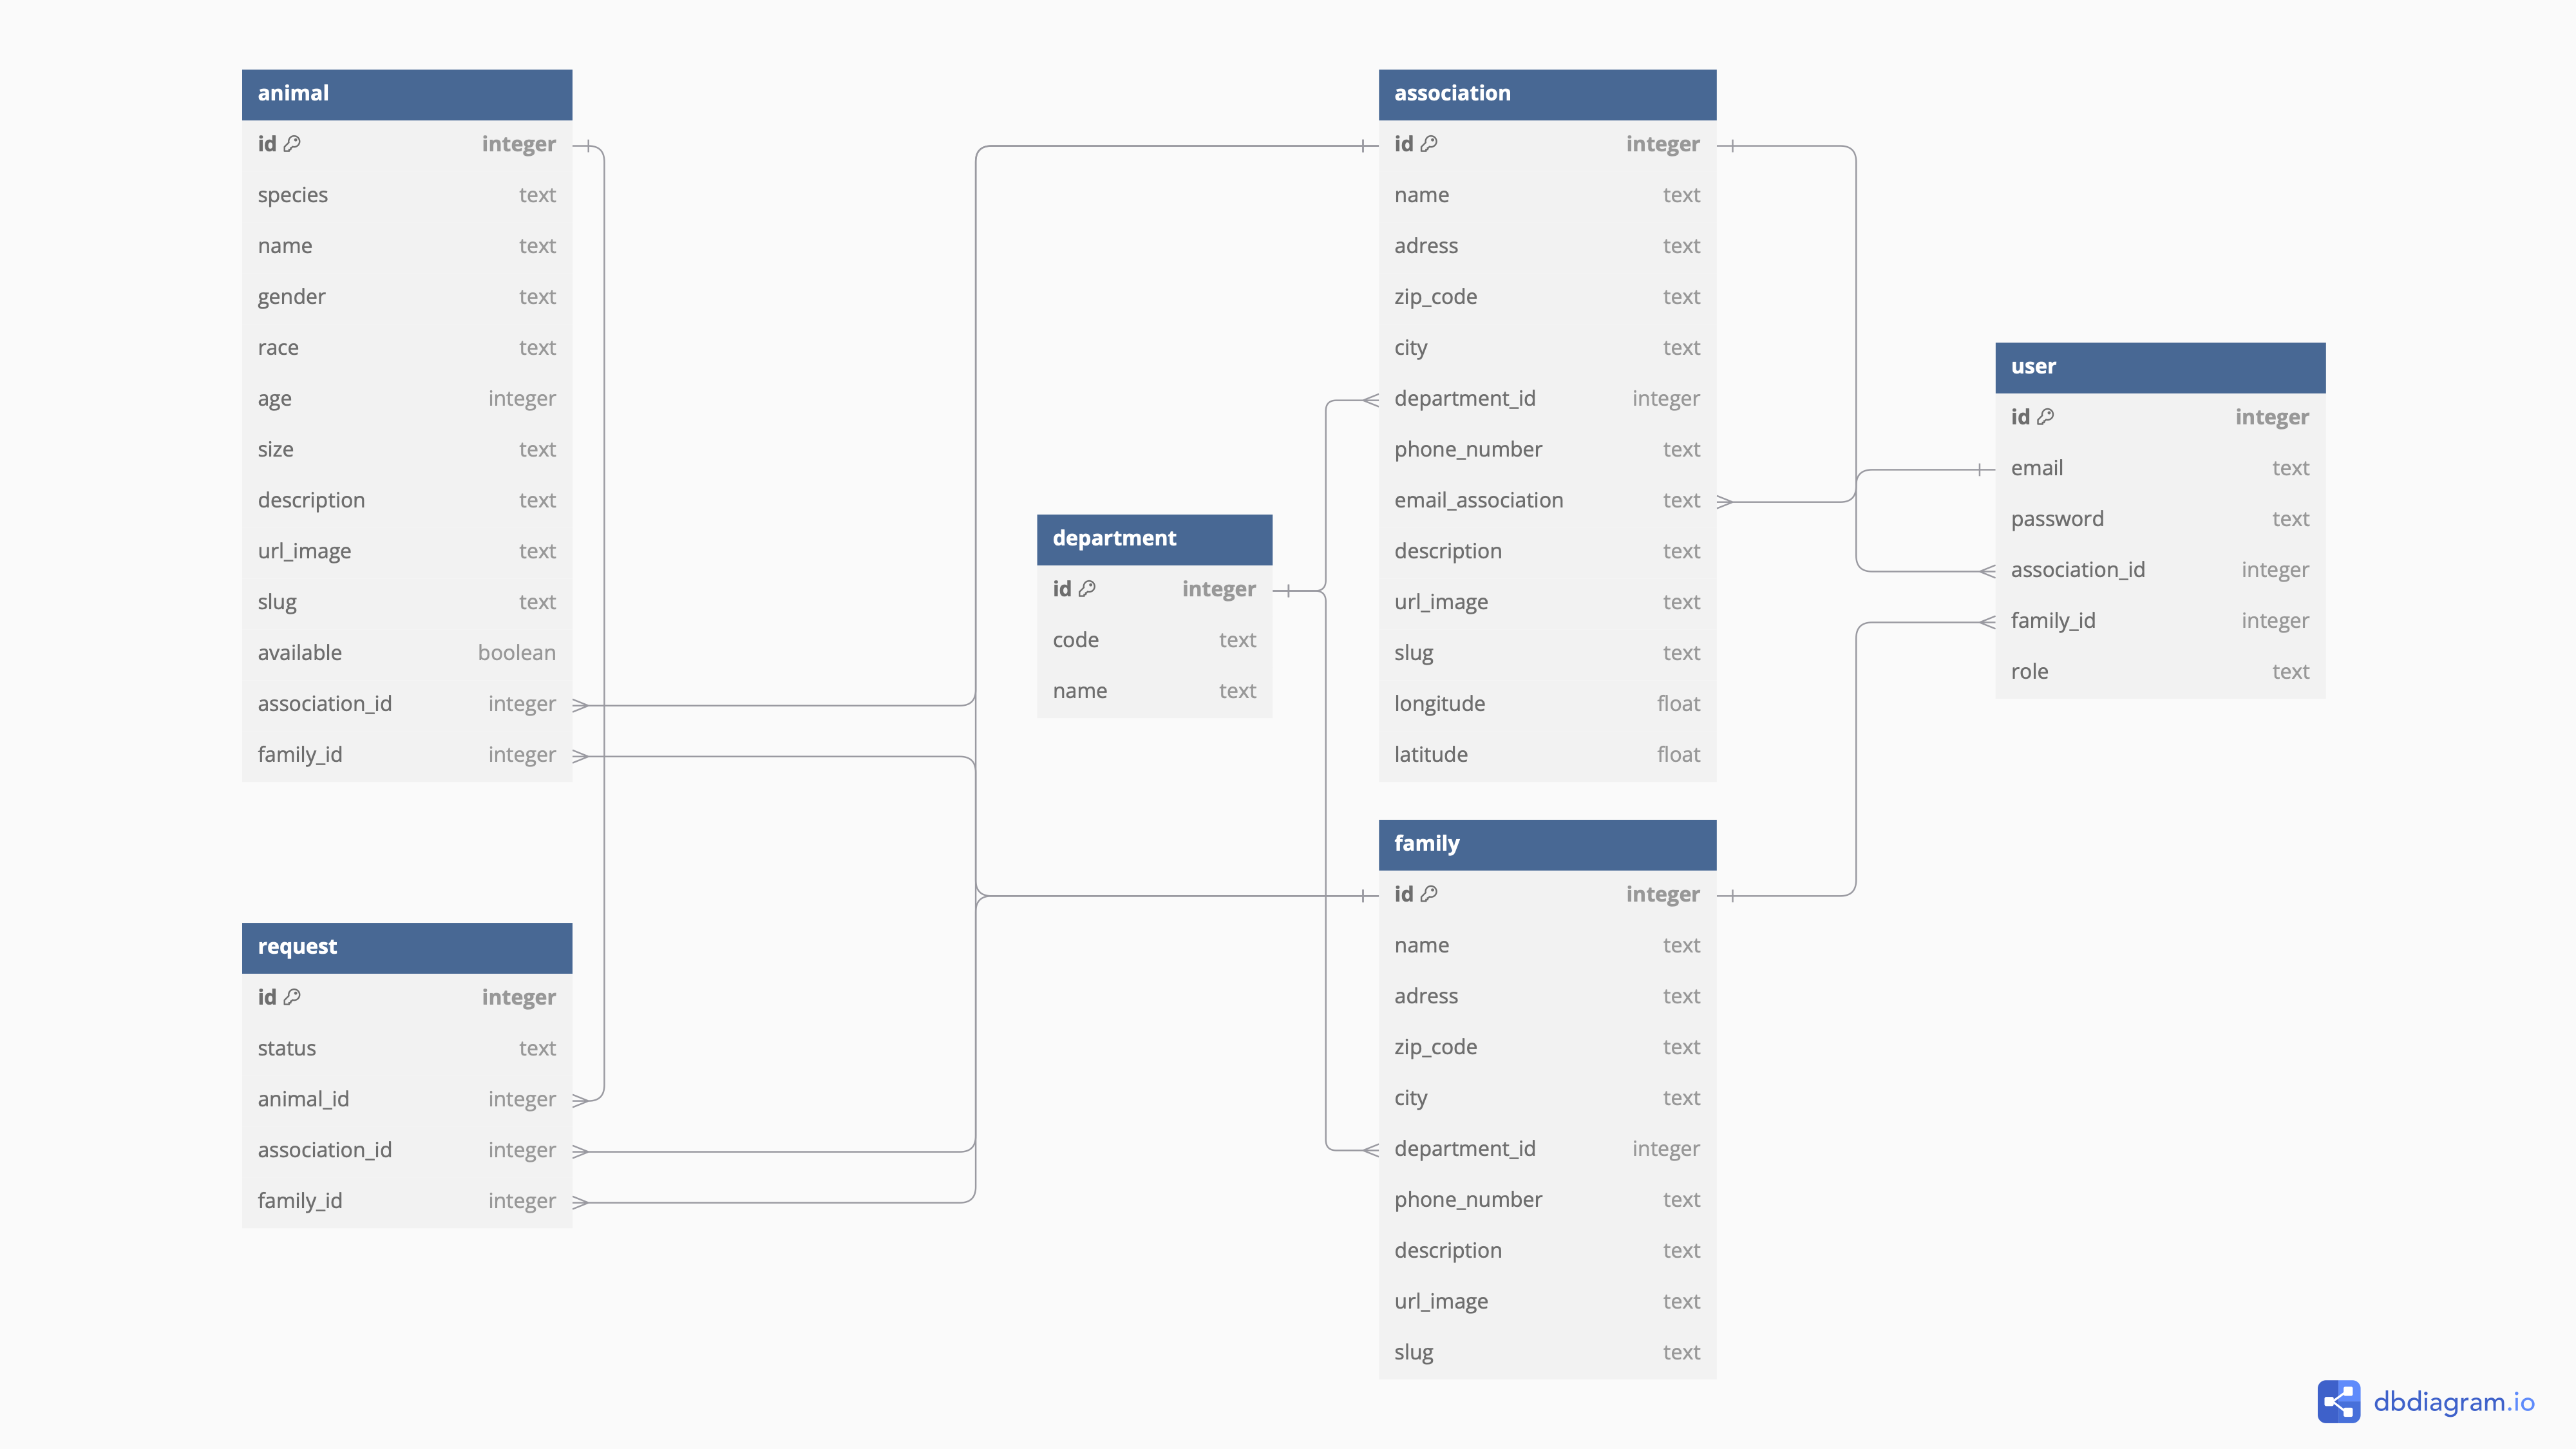 animal
id integer
species text
name text
gender text
race text
age integer
size text
description text
url_image text
slug text
available boolean
association_id integer
family_id integer
request
id integer
status text
animal_id integer
association_id integer
family_id integer
department
id integer
code text
name text
association
id integer
name text
adress text
zip_code text
city text
department_id integer
phone_number text
email_association text
description text
url_image text
slug text
longitude float
latitude float
family
id integer
name text
adress text
zip_code text
city text
department_id integer
phone_number text
description text
url_image text
slug text
user
id integer
email text
password text
association_id integer
family_id integer
role text
dbdiagram.io